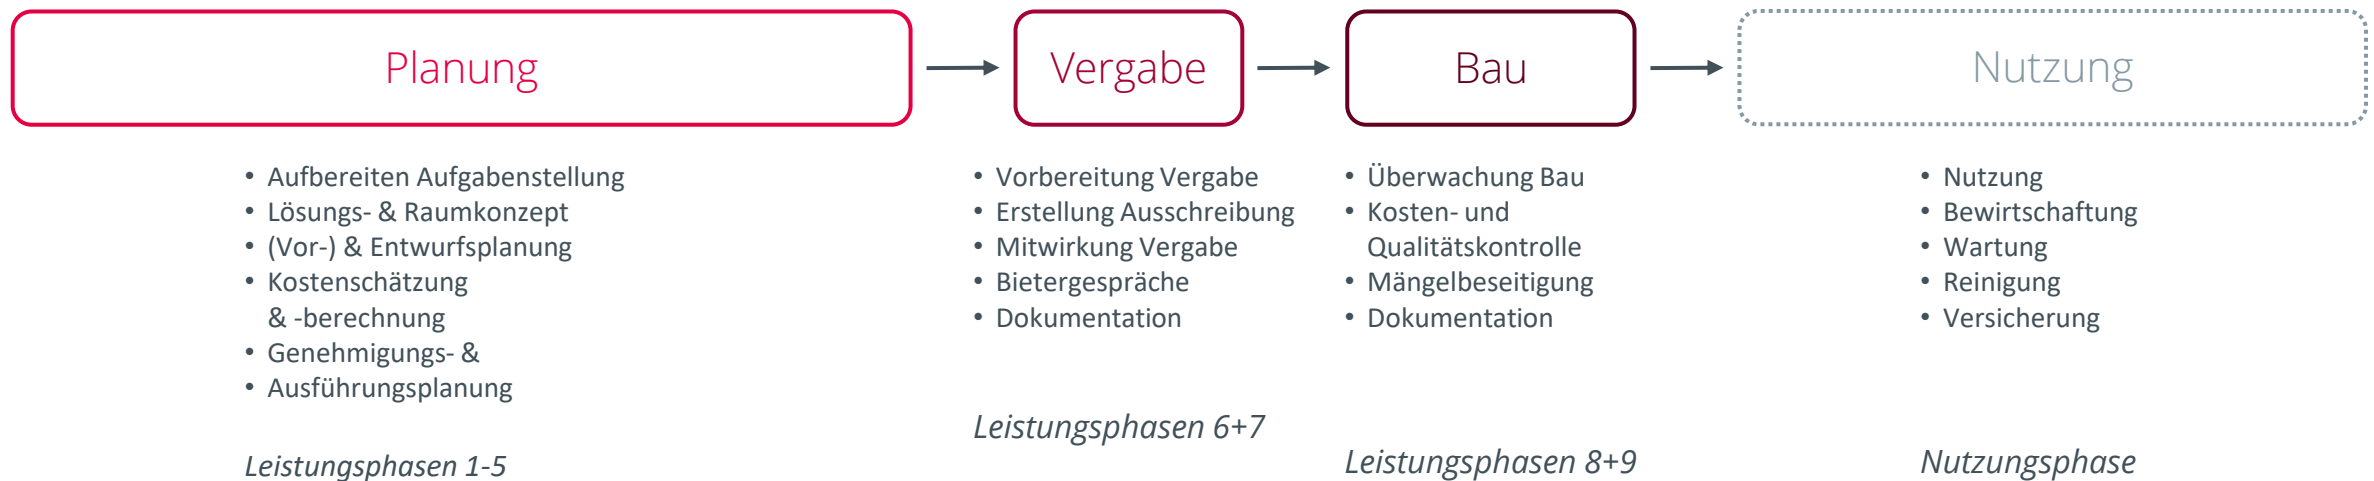 Planung
Vergabe
Bau
Nutzung
• Aufbereiten Aufgabenstellung
• Lösungs- & Raumkonzept
• (Vor-) & Entwurfsplanung
• Kostenschätzung
& -berechnung
• Genehmigungs- &
• Ausführungsplanung
Leistungsphasen 1-5
• Vorbereitung Vergabe
• Erstellung Ausschreibung
• Mitwirkung Vergabe
• Bietergespräche
• Dokumentation
Leistungsphasen 6+7
• Überwachung Bau
• Kosten- und
Qualitätskontrolle
• Mängelbeseitigung
• Dokumentation
Leistungsphasen 8+9
• Nutzung
• Bewirtschaftung
• Wartung
• Reinigung
• Versicherung
Nutzungsphase